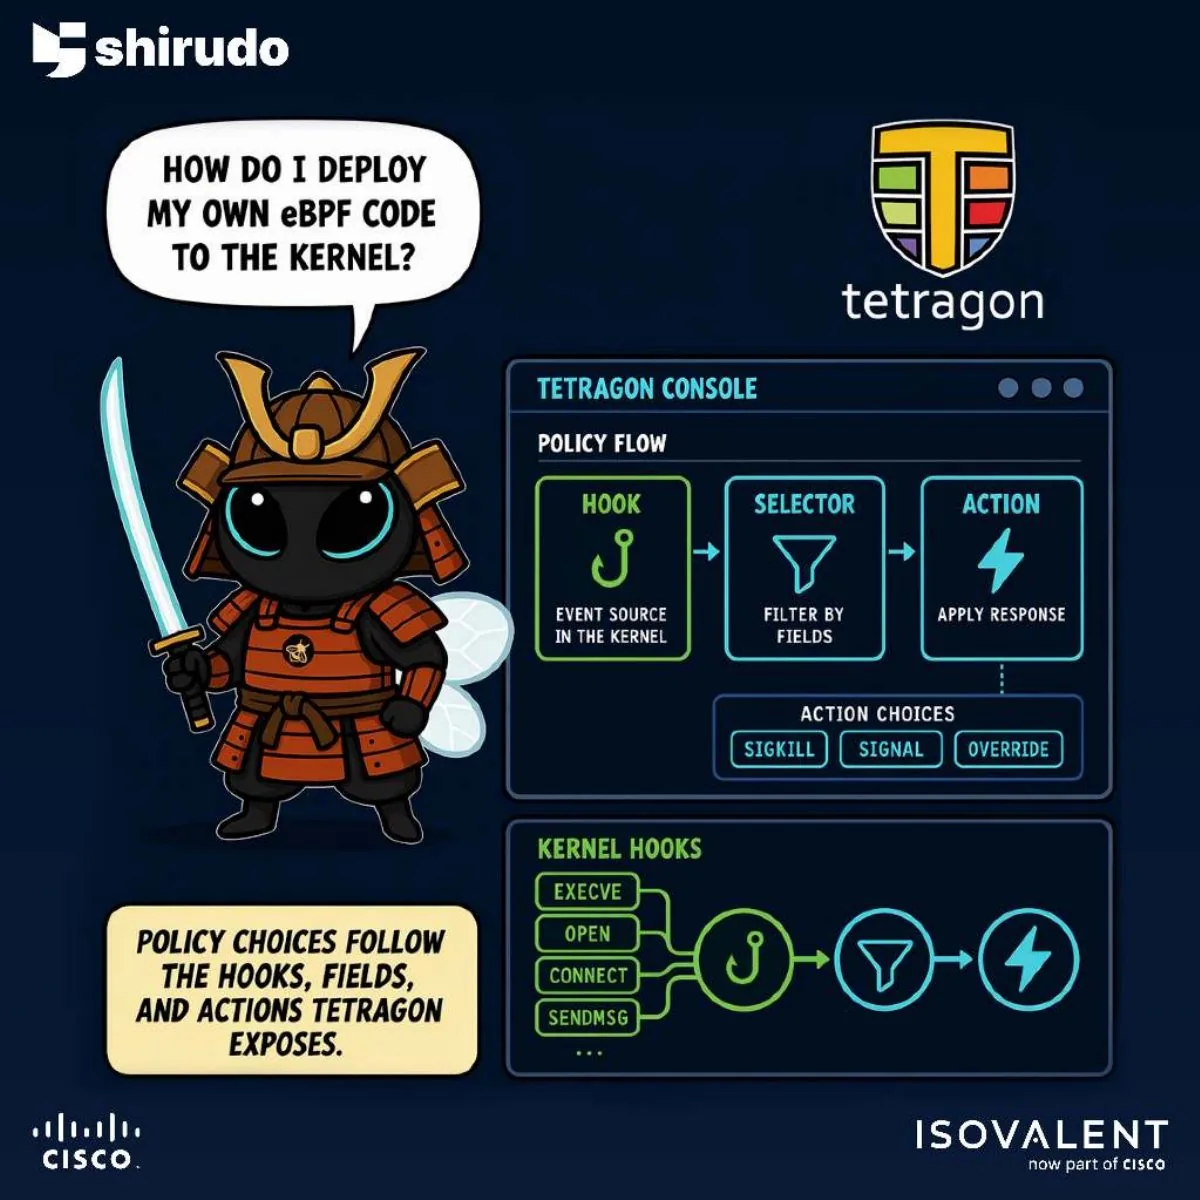 shirudo
HOW DO I DEPLOY
MY OWN eBPF CODE
TO THE KERNEL?
tetragon
TETRAGON CONSOLE
POLICY FLOW
HOOK
EVENT SOURCE
IN THE KERNEL
SELECTOR
FILTER BY
FIELDS
ACTION
APPLY RESPONSE
ACTION CHOICES
SIGKILL
SIGNAL
OVERRIDE
KERNEL HOOKS
EXECVE
OPEN
CONNECT
SENDMSG
...
POLICY CHOICES FOLLOW
THE HOOKS, FIELDS,
AND ACTIONS TETRAGON
EXPOSES.
CISCO
ISOVALENT
now part of CISCO